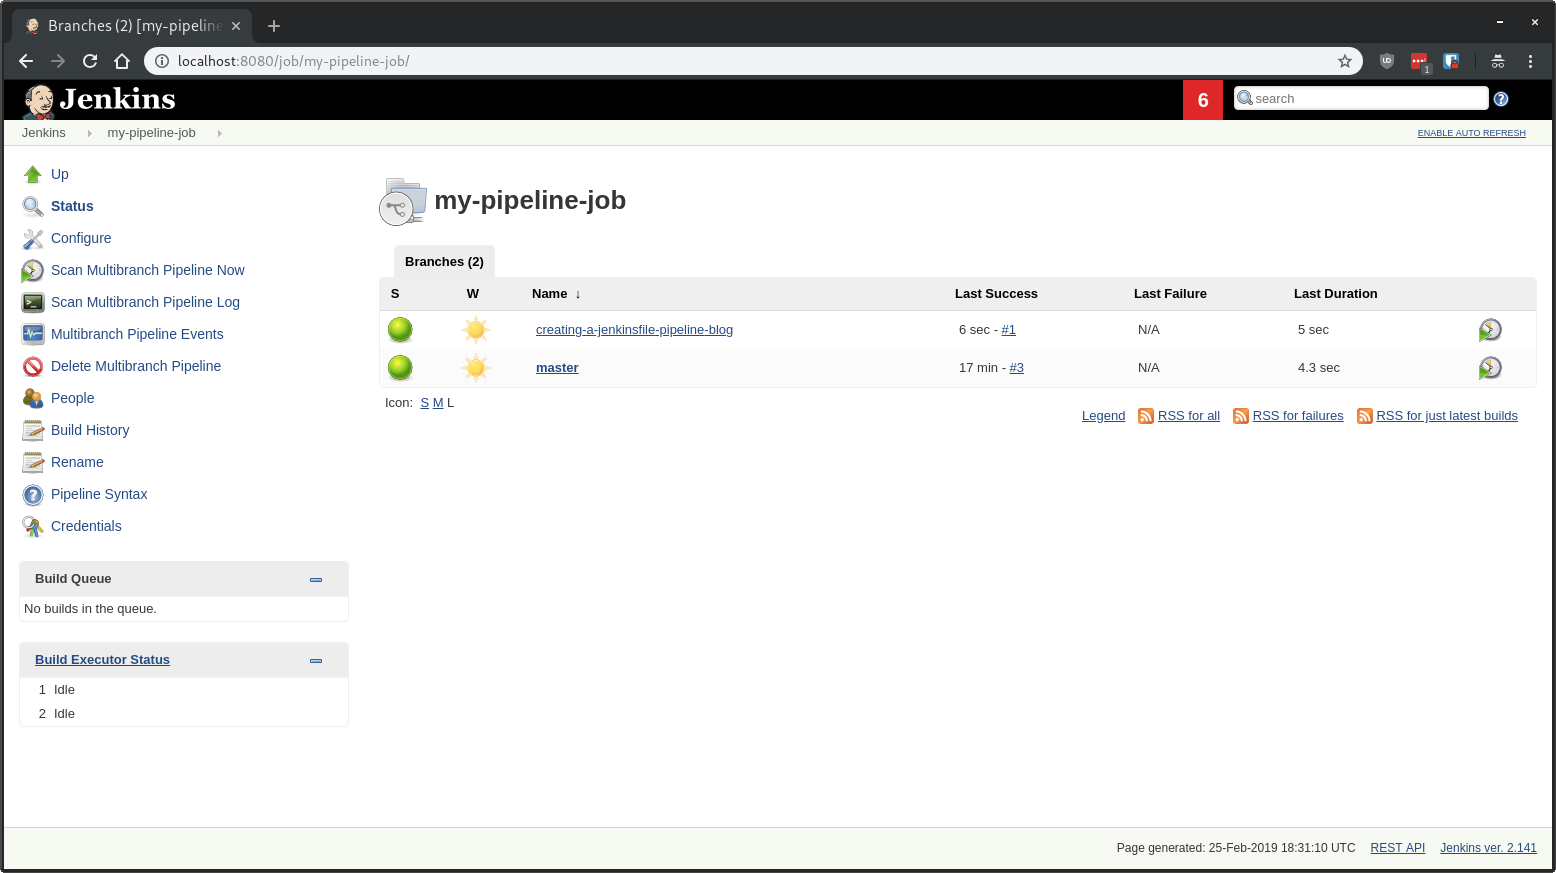 Branches (2) [my-pipeline
localhost:8080/job/my-pipeline-job/
1
Jenkins
6
search
Jenkins
my-pipeline-job
ENABLE AUTO REFRESH
Up
Status
Configure
Scan Multibranch Pipeline Now
Scan Multibranch Pipeline Log
Multibranch Pipeline Events
Delete Multibranch Pipeline
People
Build History
Rename
Pipeline Syntax
Credentials
Build Queue
No builds in the queue.
Build Executor Status
1 Idle
2 Idle
my-pipeline-job
Branches (2)
S W Name ↓ Last Success Last Failure Last Duration
creating-a-jenkinsfile-pipeline-blog 6 sec - #1 N/A 5 sec
master 17 min - #3 N/A 4.3 sec
Icon: S M L
Legend RSS for all RSS for failures RSS for just latest builds
Page generated: 25-Feb-2019 18:31:10 UTC REST API Jenkins ver. 2.141